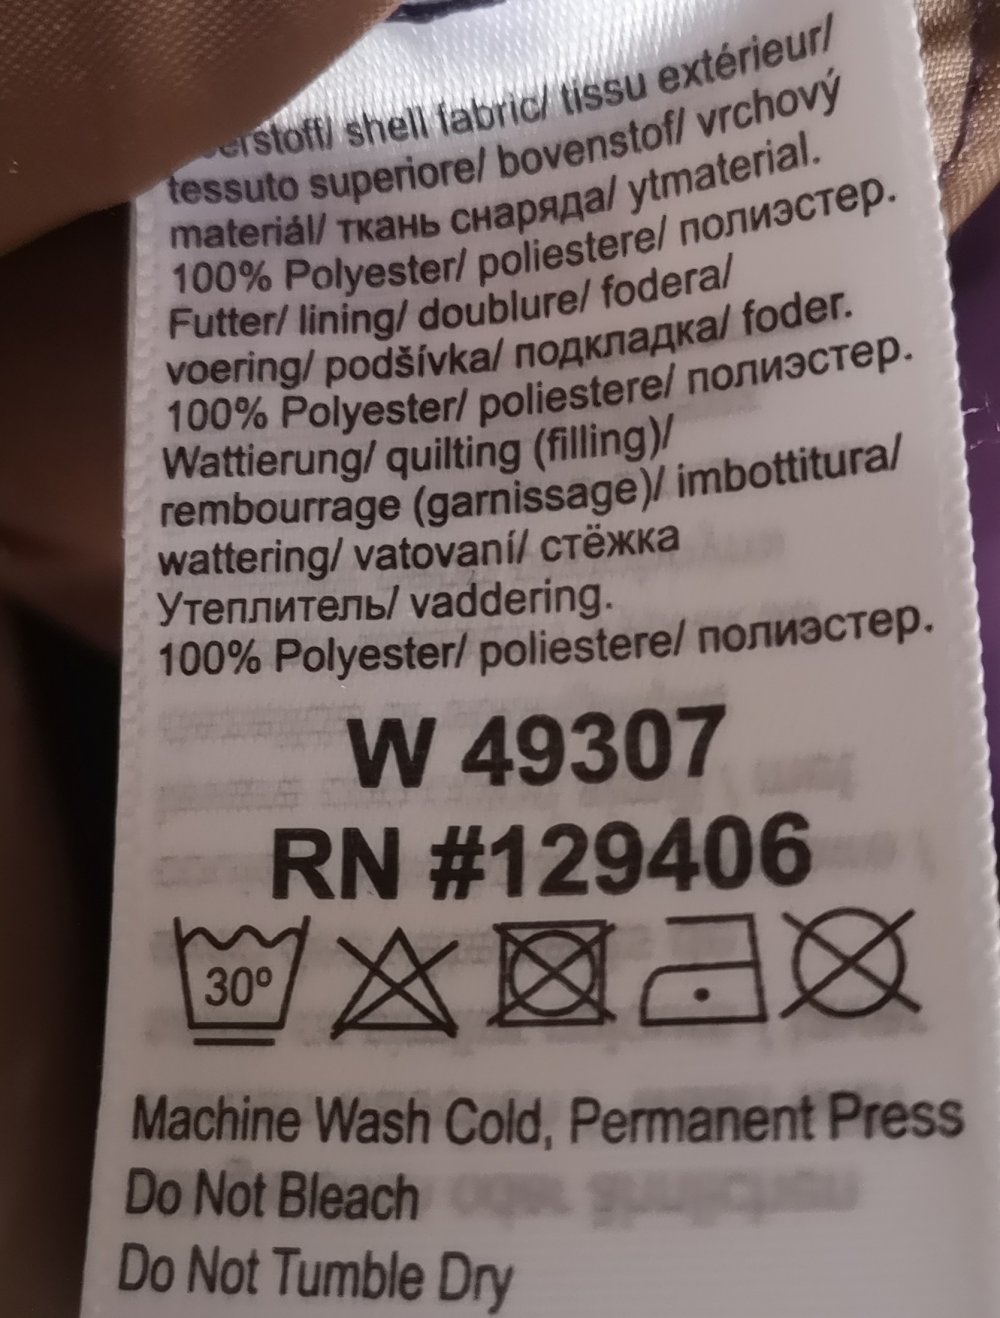 shell fabric/ tissu extérieur/
tessuto superiore/ bovenstof/ vrchový
materiál/ ткань снаряда/ ytmaterial.
100% Polyester/ poliestere/ полиэстер.
Futter/ lining/ doublure/ fodera/
voering/ podšívka/ подкладка/ foder.
100% Polyester/ poliestere/ полиэстер.
Wattierung/ quilting (filling)/
rembourrage (garnissage)/ imbottitura/
wattering/ vatovaní/ стёжка
Утеплитель/ vaddering.
100% Polyester/ poliestere/ полиэстер.
W 49307
RN #129406
30º
Machine Wash Cold, Permanent Press
Do Not Bleach
Do Not Tumble Dry